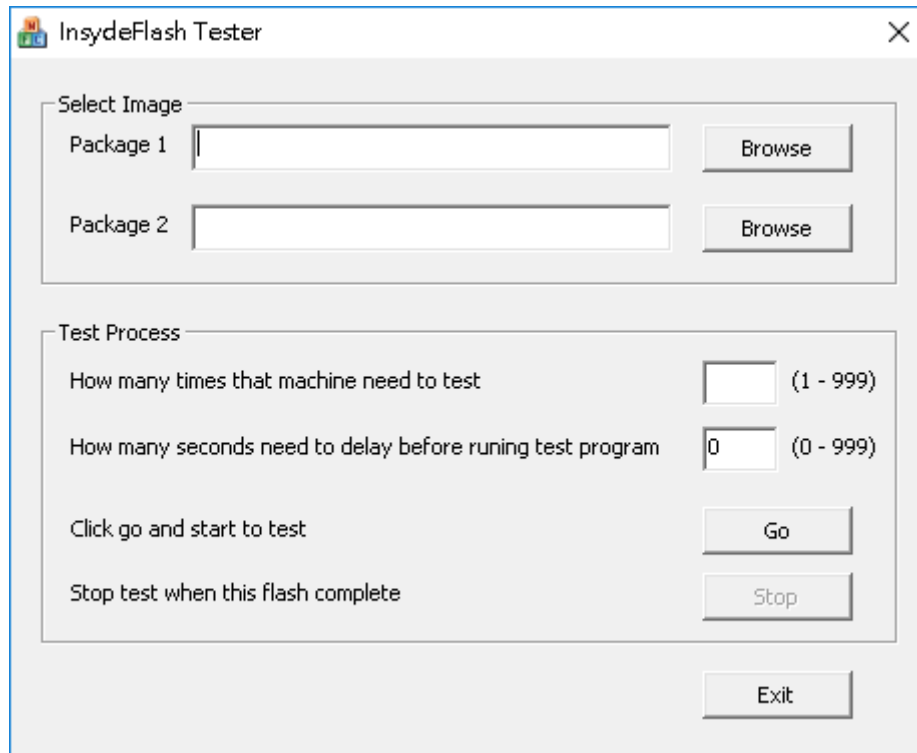 InsydeFlash Tester
Select Image
Package 1 Browse
Package 2 Browse
Test Process
How many times that machine need to test (1 - 999)
How many seconds need to delay before runing test program 0 (0 - 999)
Click go and start to test Go
Stop test when this flash complete Stop
Exit